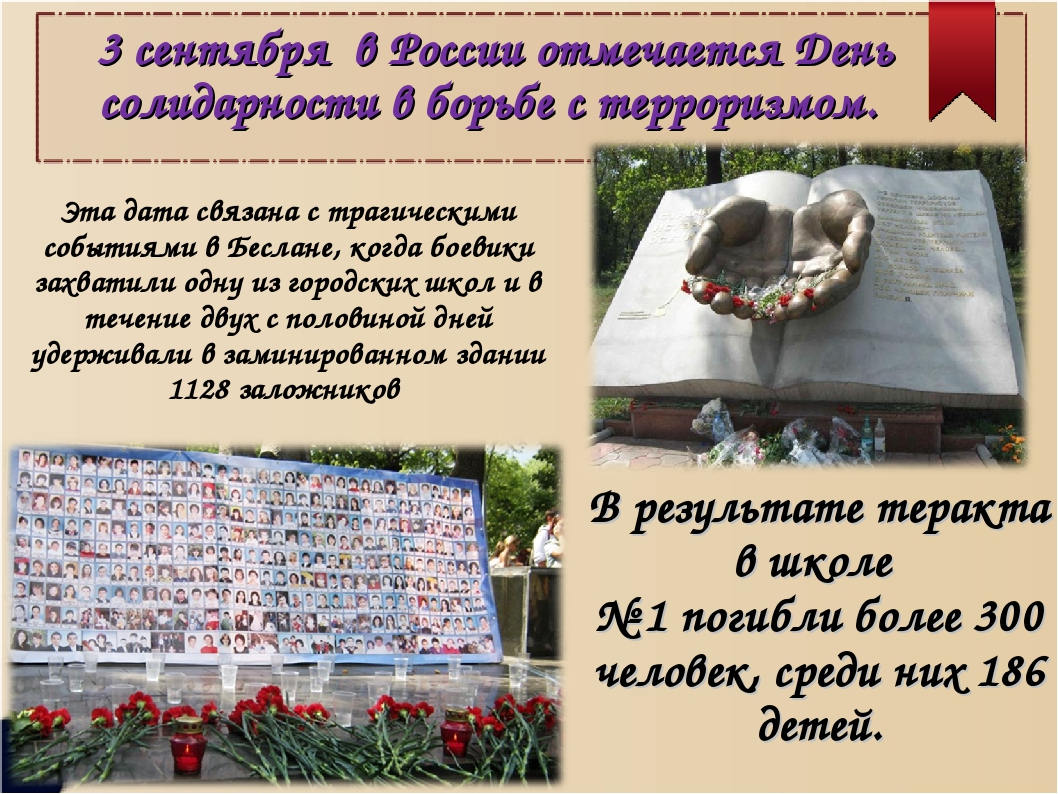 3 сентября в России отмечается День
солидарности в борьбе с терроризмом.
Эта дата связана с трагическими
событиями в Беслане, когда боевики
захватили одну из городских школ и в
течение двух с половиной дней
удерживали в заминированном здании
1128 заложников
В результате теракта
в школе
№1 погибли более 300
человек, среди них 186
детей.